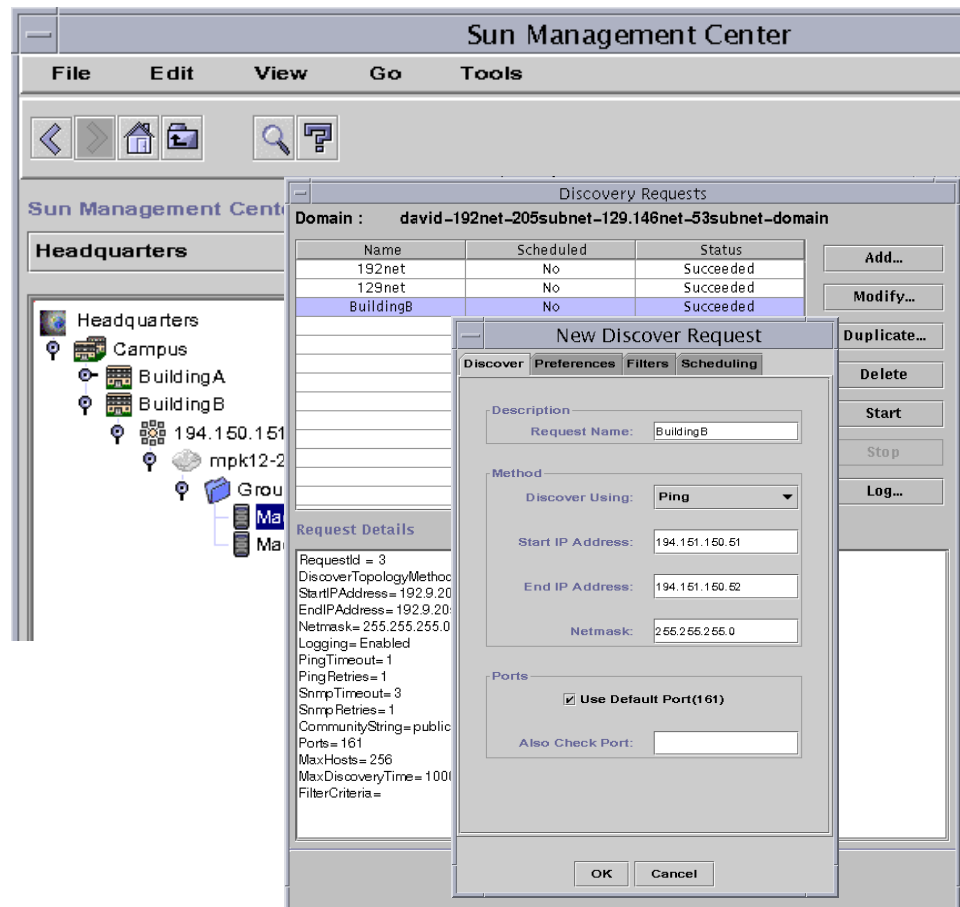 Sun Management Center
File Edit View Go Tools
Sun Management
Headquarters
Headquarters
Campus
BuildingA
BuildingB
194.150.151
mpk12-2
Discovery Requests
Domain : david-192net-205subnet-129.146net-53subnet-domain
Name Scheduled Status
192net No Succeeded
129net No Succeeded
BuildingB No Succeeded
Add...
Modify...
Duplicate...
Delete
Start
Stop
Log...
Request Details
RequestId = 3
DiscoverTopologyMethod
StartIPAddress= 192.9.20
EndIPAddress= 192.9.20
Netmask= 255.255.255.0
Logging= Enabled
PingTimeout= 1
PingRetries= 1
SnmpTimeout= 3
SnmpRetries= 1
CommunityString= public
Ports= 161
MaxHosts= 256
MaxDiscoveryTime= 1000
FilterCriteria=
New Discover Request
Discover Preferences Filters Scheduling
Description
Request Name: BuildingB
Method
Discover Using: Ping
Start IP Address: 194.151.150.51
End IP Address: 194.151.150.52
Netmask: 255.255.255.0
Ports
Use Default Port(161)
Also Check Port:
OK Cancel